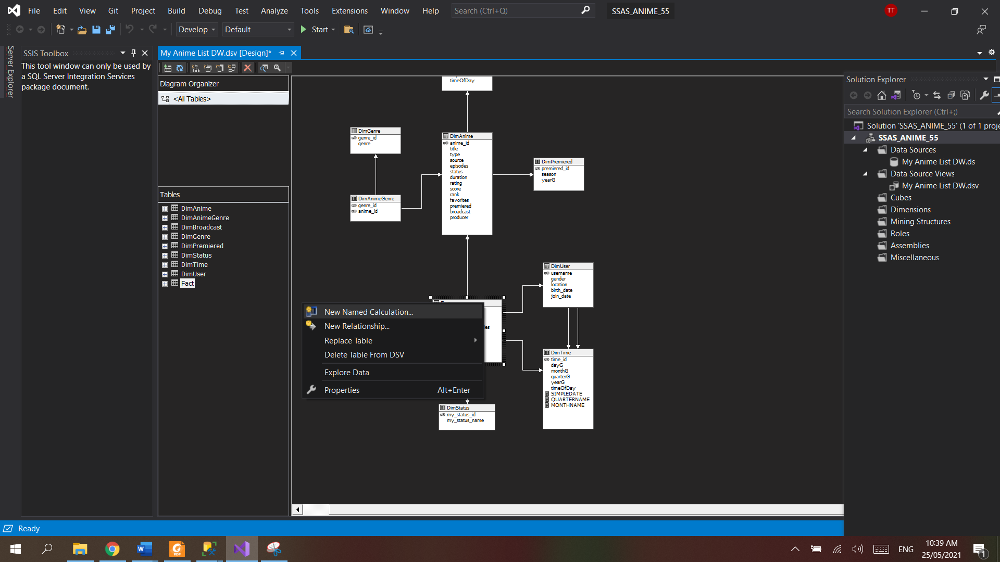 File Edit View Git Project Build Debug Test Analyze Tools Extensions Window Help Search (Ctrl+Q) SSAS_ANIME_55 TT
Develop Default Start
Server Explorer
SSIS Toolbox
This tool window can only be used by
a SQL Server Integration Services
package document.
My Anime List DW.dsv [Design]*
Diagram Organizer
<All Tables>
Tables
DimAnime
DimAnimeGenre
DimBroadcast
DimGenre
DimPremiered
DimStatus
DimTime
DimUser
Fact
timeOfDay
DimGenre
genre_id
genre
DimAnime
anime_id
title
type
source
episodes
status
duration
rating
score
rank
favorites
premiered
broadcast
producer
DimPremiered
premiered_id
season
yearG
DimAnimeGenre
genre_id
anime_id
DimUser
username
gender
location
birth_date
join_date
New Named Calculation...
New Relationship...
Replace Table
Delete Table From DSV
Explore Data
Properties Alt+Enter
DimTime
time_id
dayG
monthG
quarterG
yearG
timeOfDay
SIMPLEDATE
QUARTERNAME
MONTHNAME
DimStatus
my_status_id
my_status_name
Solution Explorer
Search Solution Explorer (Ctrl+;)
Solution 'SSAS_ANIME_55' (1 of 1 proje
SSAS_ANIME_55
Data Sources
My Anime List DW.ds
Data Source Views
My Anime List DW.dsv
Cubes
Dimensions
Mining Structures
Roles
Assemblies
Miscellaneous
Ready
ENG
10:39 AM
25/05/2021
1